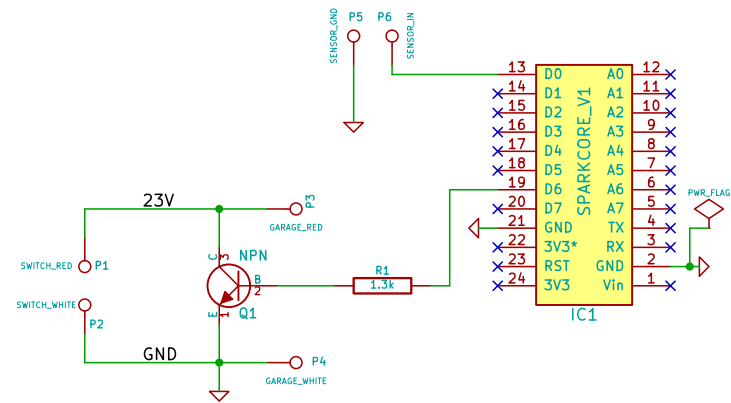 P5 P6
SENSOR_GND
SENSOR_IN
13 D0 A0 12
14 D1 A1 11
15 D2 A2 10
16 D3 A3 9
17 D4 A4 8
18 D5 A5 7
19 D6 A6 6
20 D7 A7 5
21 GND TX 4
22 3V3* RX 3
23 RST GND 2
24 3V3 Vin 1
SPARKCORE_V1
IC1
PWR_FLAG
23V
P3
GARAGE_RED
SWITCH_RED P1
SWITCH_WHITE
P2
C 3
NPN
B
2
E 1
Q1
R1
1.3k
GND
P4
GARAGE_WHITE